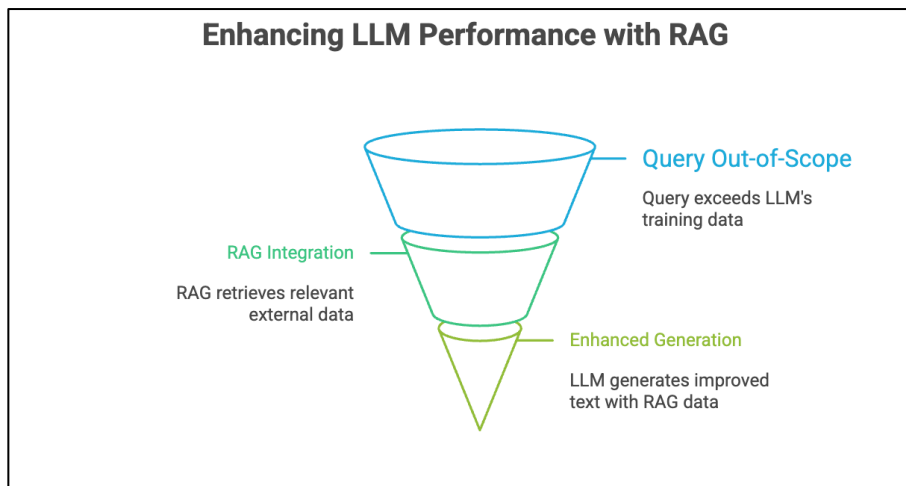 Enhancing LLM Performance with RAG
Query Out-of-Scope
Query exceeds LLM's
training data
RAG Integration
RAG retrieves relevant
external data
Enhanced Generation
LLM generates improved
text with RAG data